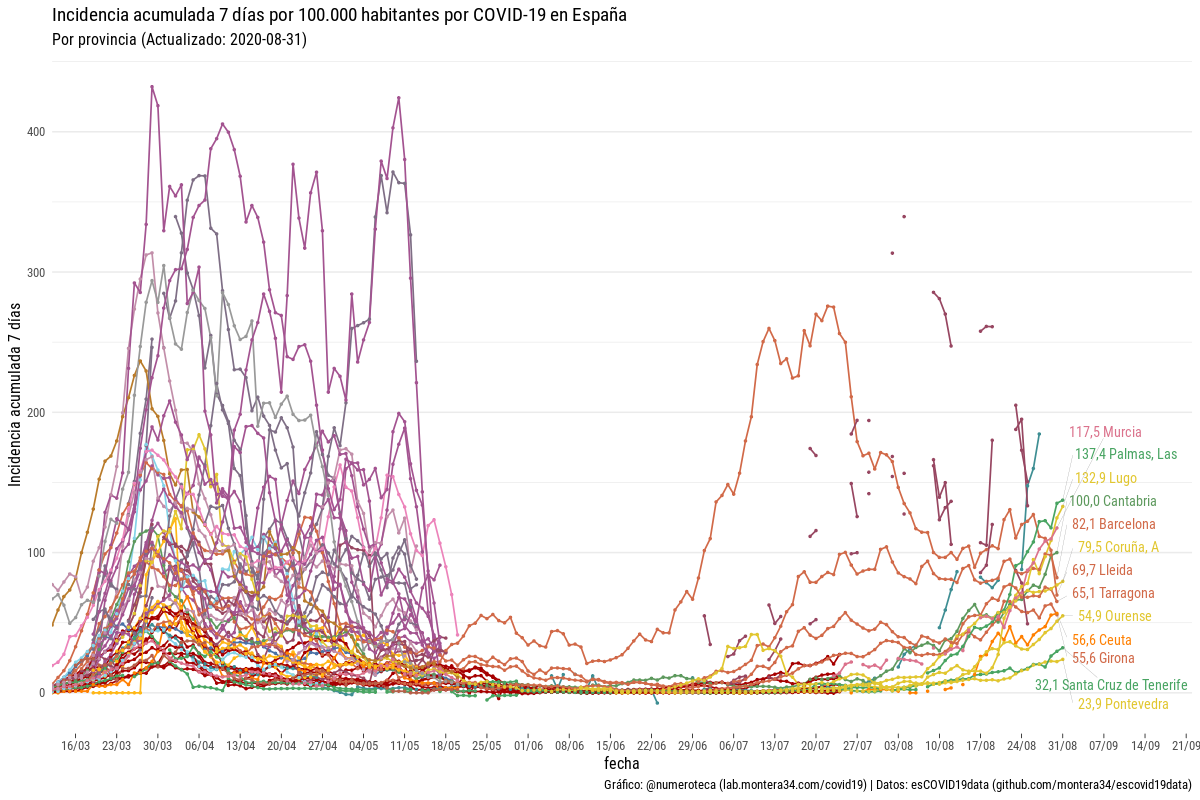 Incidencia acumulada 7 días por 100.000 habitantes por COVID-19 en España
Por provincia (Actualizado: 2020-08-31)
Incidencia acumulada 7 días
400
300
200
100
0
117,5 Murcia
137,4 Palmas, Las
132,9 Lugo
100,0 Cantabria
82,1 Barcelona
79,5 Coruña, A
69,7 Lleida
65,1 Tarragona
54,9 Ourense
56,6 Ceuta
55,6 Girona
32,1 Santa Cruz de Tenerife
23,9 Pontevedra
16/03 23/03 30/03 06/04 13/04 20/04 27/04 04/05 11/05 18/05 25/05 01/06 08/06 15/06 22/06 29/06 06/07 13/07 20/07 27/07 03/08 10/08 17/08 24/08 31/08 07/09 14/09 21/09
fecha
Gráfico: @numeroteca (lab.montera34.com/covid19) | Datos: esCOVID19data (github.com/montera34/escovid19data)